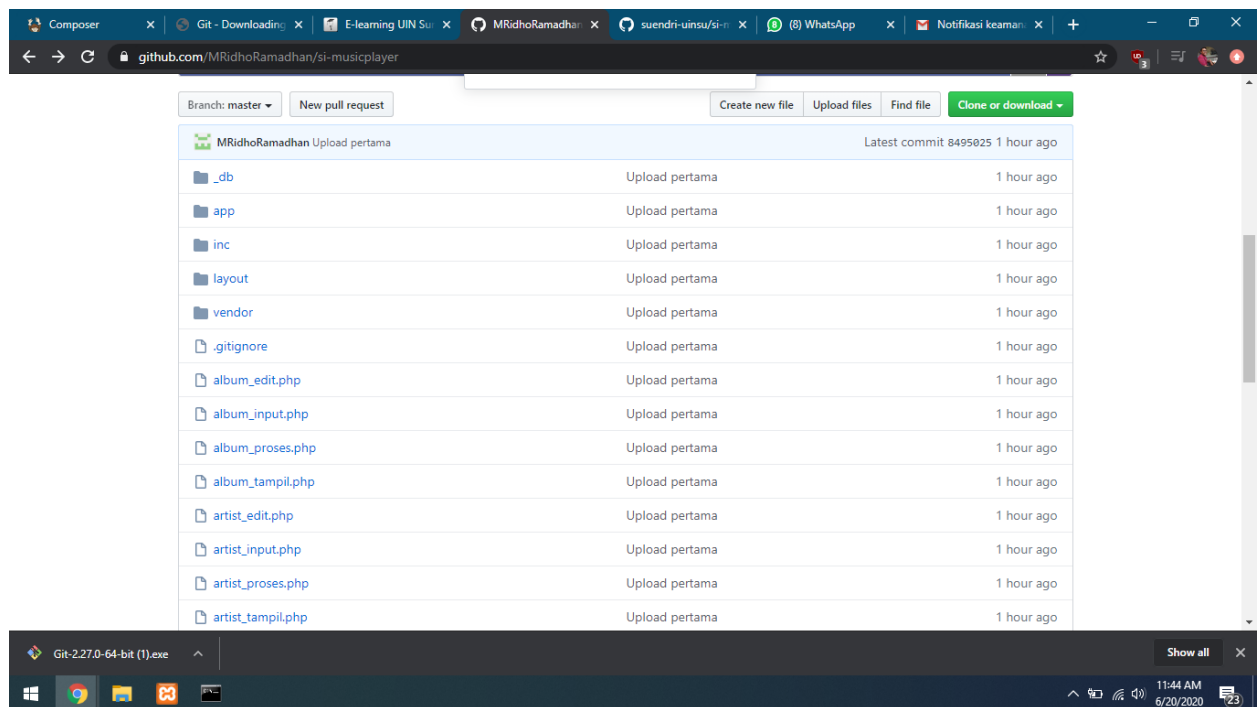 Composer Git - Downloading E-learning UIN Su MRidhoRamadhan suendri-uinsu/si-m (8) WhatsApp Notifikasi keamana
github.com/MRidhoRamadhan/si-musicplayer
UD 3
Branch: master New pull request Create new file Upload files Find file Clone or download
MRidhoRamadhan Upload pertama Latest commit 8495025 1 hour ago
_db Upload pertama 1 hour ago
app Upload pertama 1 hour ago
inc Upload pertama 1 hour ago
layout Upload pertama 1 hour ago
vendor Upload pertama 1 hour ago
.gitignore Upload pertama 1 hour ago
album_edit.php Upload pertama 1 hour ago
album_input.php Upload pertama 1 hour ago
album_proses.php Upload pertama 1 hour ago
album_tampil.php Upload pertama 1 hour ago
artist_edit.php Upload pertama 1 hour ago
artist_input.php Upload pertama 1 hour ago
artist_proses.php Upload pertama 1 hour ago
artist_tampil.php Upload pertama 1 hour ago
Git-2.27.0-64-bit (1).exe Show all
11:44 AM
6/20/2020 23